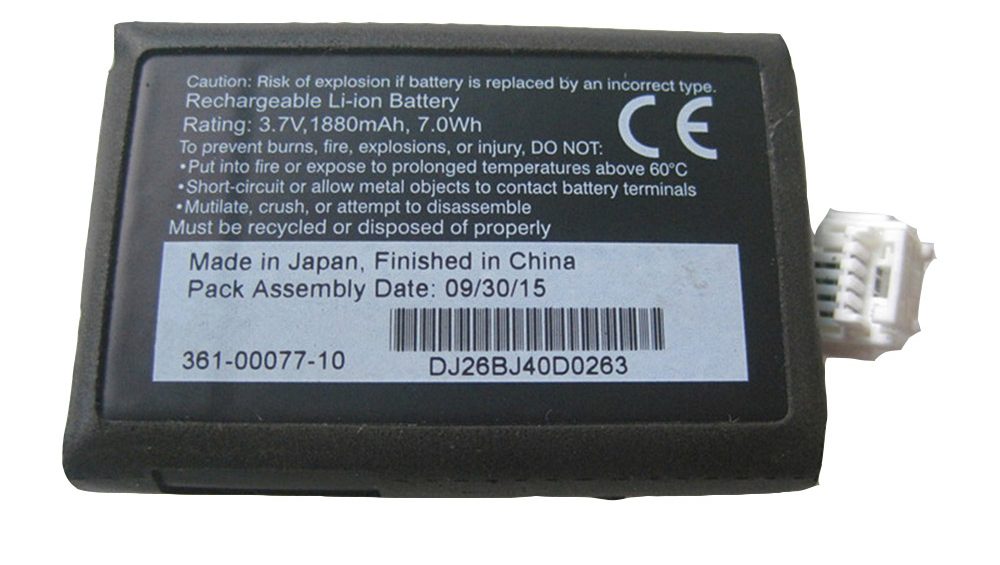 Caution: Risk of explosion if battery is replaced by an incorrect type.
Rechargeable Li-ion Battery
Rating: 3.7V,1880mAh, 7.0Wh
CE
To prevent burns, fire, explosions, or injury, DO NOT:
•Put into fire or expose to prolonged temperatures above 60°C
•Short-circuit or allow metal objects to contact battery terminals
•Mutilate, crush, or attempt to disassemble
Must be recycled or disposed of properly
Made in Japan, Finished in China
Pack Assembly Date: 09/30/15
361-00077-10
DJ26BJ40D0263